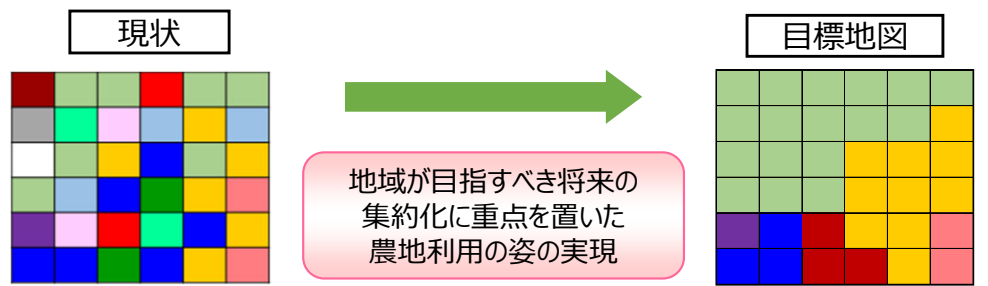 現状
目標地図
地域が目指すべき将来の
集約化に重点を置いた
農地利用の姿の実現